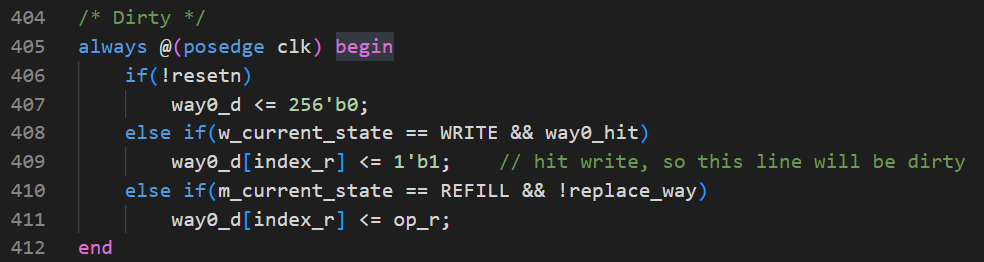 404 /* Dirty */
405 always @(posedge clk) begin
406 if(!resetn)
407 way0_d <= 256'b0;
408 else if(w_current_state == WRITE && way0_hit)
409 way0_d[index_r] <= 1'b1; // hit write, so this line will be dirty
410 else if(m_current_state == REFILL && !replace_way)
411 way0_d[index_r] <= op_r;
412 end